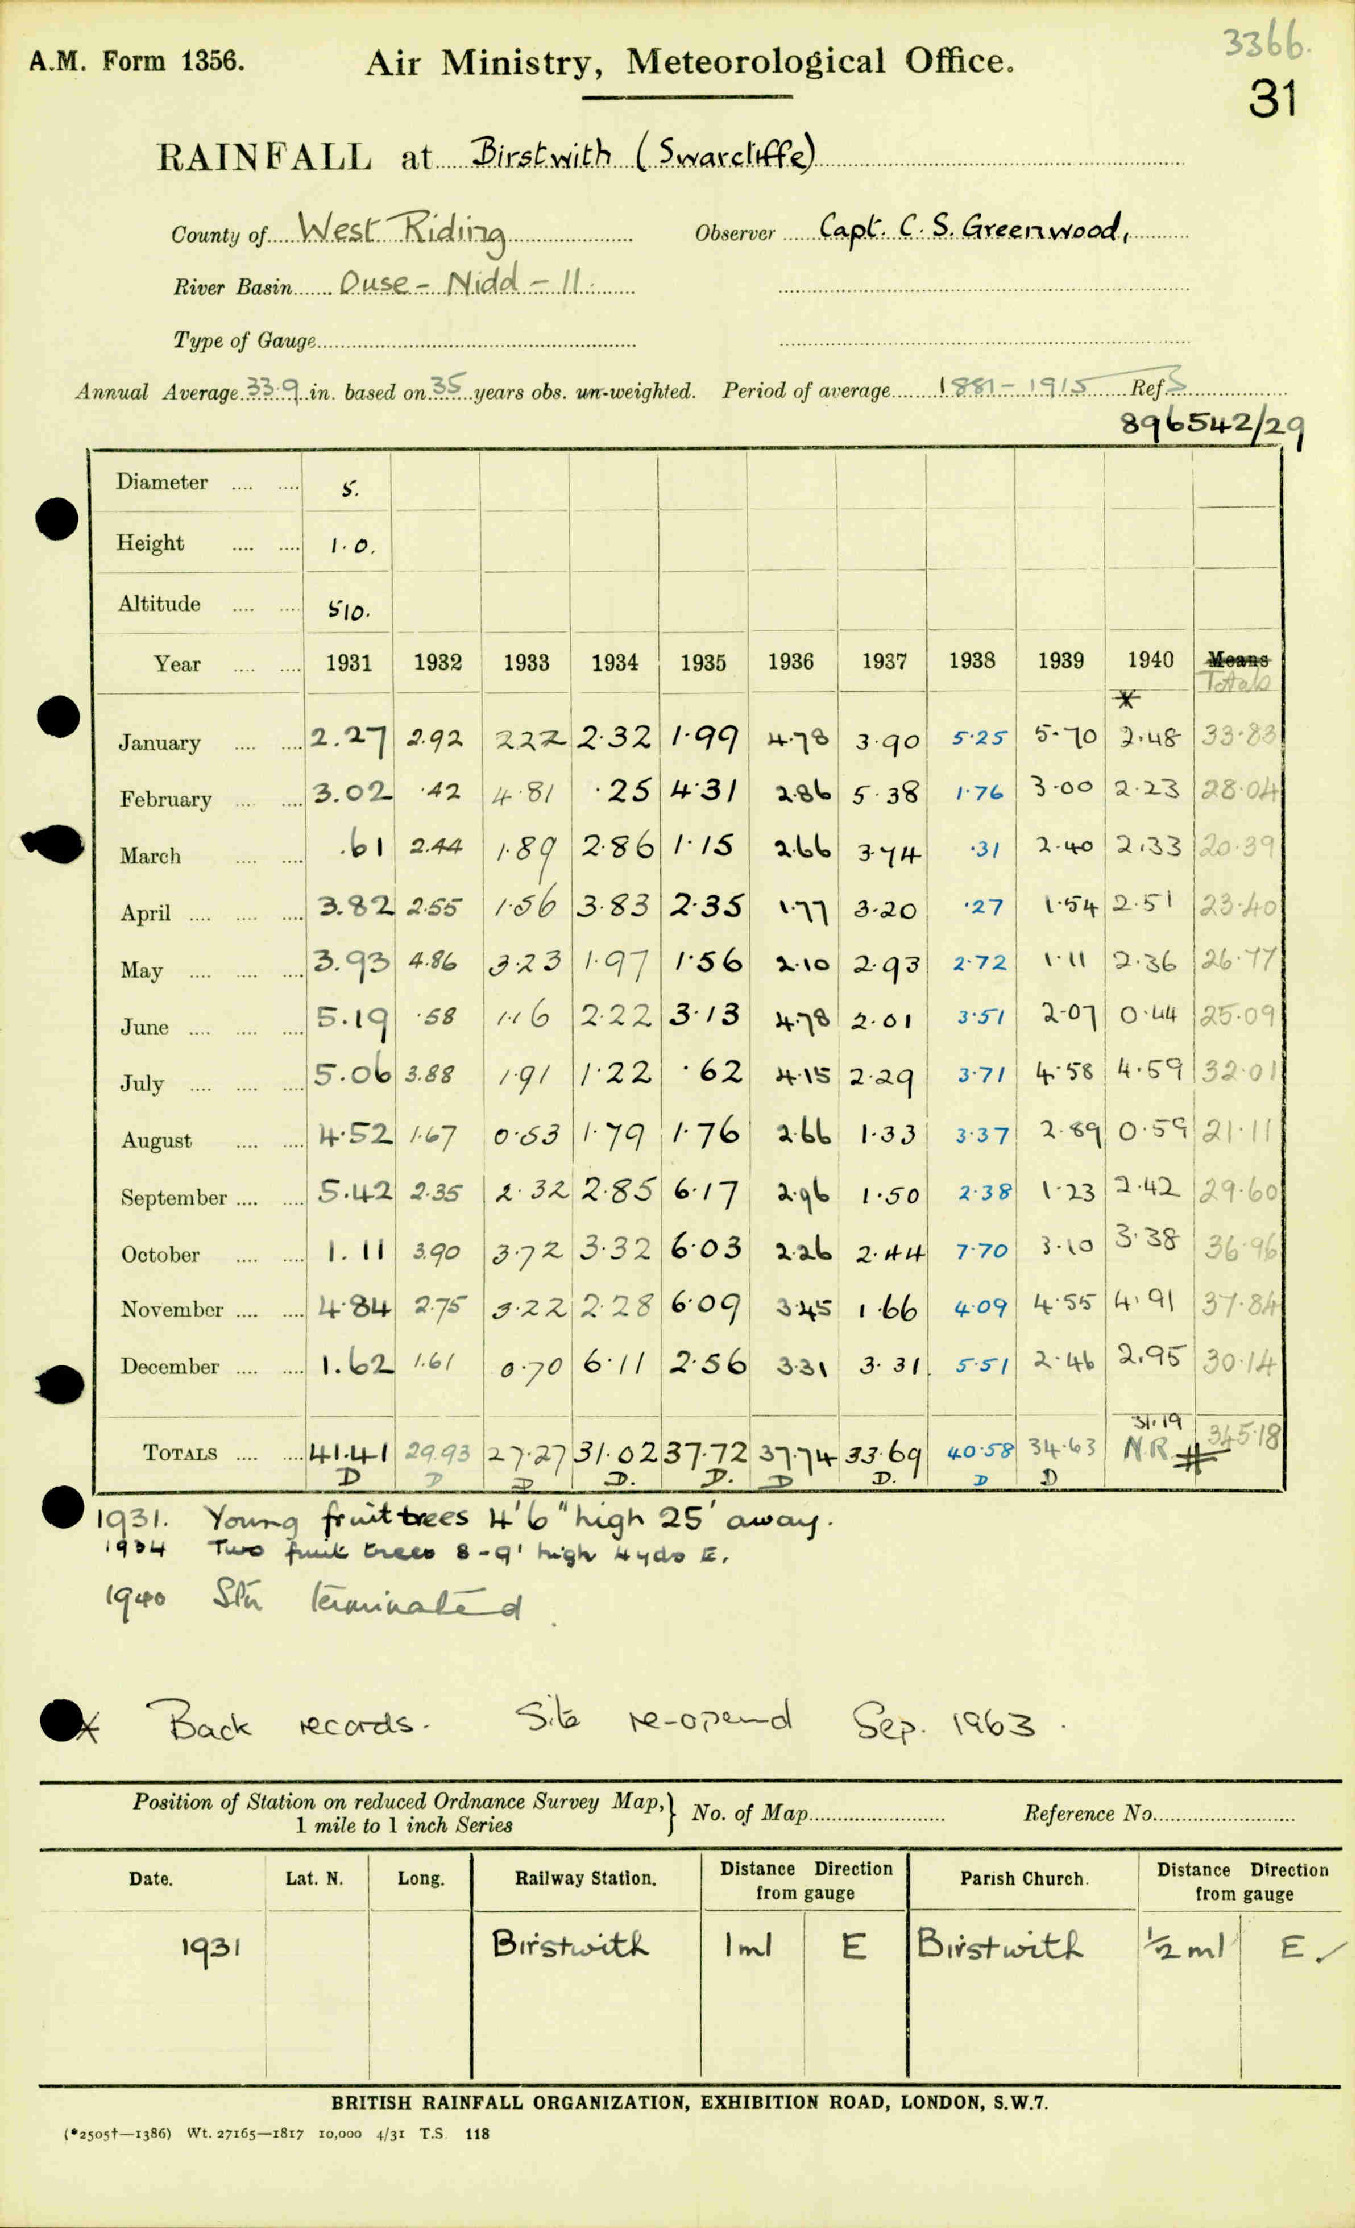 3366.
A.M. Form 1356. Air Ministry, Meteorological Office.
31
RAINFALL at Birstwith (Swarcliffe)
County of West Riding Observer Capt. C. S. Greenwood,
River Basin Ouse - Nidd - 11.
Type of Gauge
Annual Average 33.9 in. based on 35 years obs. un-weighted. Period of average 1881-1915 Ref. S
896542/29
Diameter 5.
Height 1.0.
Altitude 510.
Year 1931 1932 1933 1934 1935 1936 1937 1938 1939 1940 Means
* Totals
January 2.27 2.92 2.22 2.32 1.99 4.78 3.90 5.25 5.70 2.48 33.83
February 3.02 .42 4.81 .25 4.31 2.86 5.38 1.76 3.00 2.23 28.04
March .61 2.44 1.89 2.86 1.15 2.66 3.74 .31 2.40 2.33 20.39
April 3.82 2.55 1.56 3.83 2.35 1.77 3.20 .27 1.54 2.51 23.40
May 3.93 4.86 3.23 1.97 1.56 2.10 2.93 2.72 1.11 2.36 26.77
June 5.19 .58 1.16 2.22 3.13 4.78 2.01 3.51 2.07 0.44 25.09
July 5.06 3.88 1.91 1.22 .62 4.15 2.29 3.71 4.58 4.59 32.01
August 4.52 1.67 0.53 1.79 1.76 2.66 1.33 3.37 2.89 0.59 21.11
September 5.42 2.35 2.32 2.85 6.17 2.96 1.50 2.38 1.23 2.42 29.60
October 1.11 3.90 3.72 3.32 6.03 2.26 2.44 7.70 3.10 3.38 36.96
November 4.84 2.75 3.22 2.28 6.09 3.45 1.66 4.09 4.55 4.91 37.84
December 1.62 1.61 0.70 6.11 2.56 3.31 3.31 5.51 2.46 2.95 30.14
31.19
TOTALS 41.41 29.93 27.27 31.02 37.72 37.74 33.69 40.58 34.63 N.R. # 345.18
D D D D. D. D D. D D
1931. Young fruit trees 4'6" high 25' away.
1934 Two fruit trees 8-9' high 4 yds E.
1940 Stn terminated
* Back records. Site re-opend Sep. 1963.
Position of Station on reduced Ordnance Survey Map, } No. of Map Reference No.
1 mile to 1 inch Series
Date. Lat. N. Long. Railway Station. Distance Direction from gauge Parish Church. Distance Direction from gauge
1931 Birstwith 1ml E Birstwith ½ ml E ✓
BRITISH RAINFALL ORGANIZATION, EXHIBITION ROAD, LONDON, S.W.7.
(*2505†—1386) Wt. 27165—1817 10,000 4/31 T.S. 118